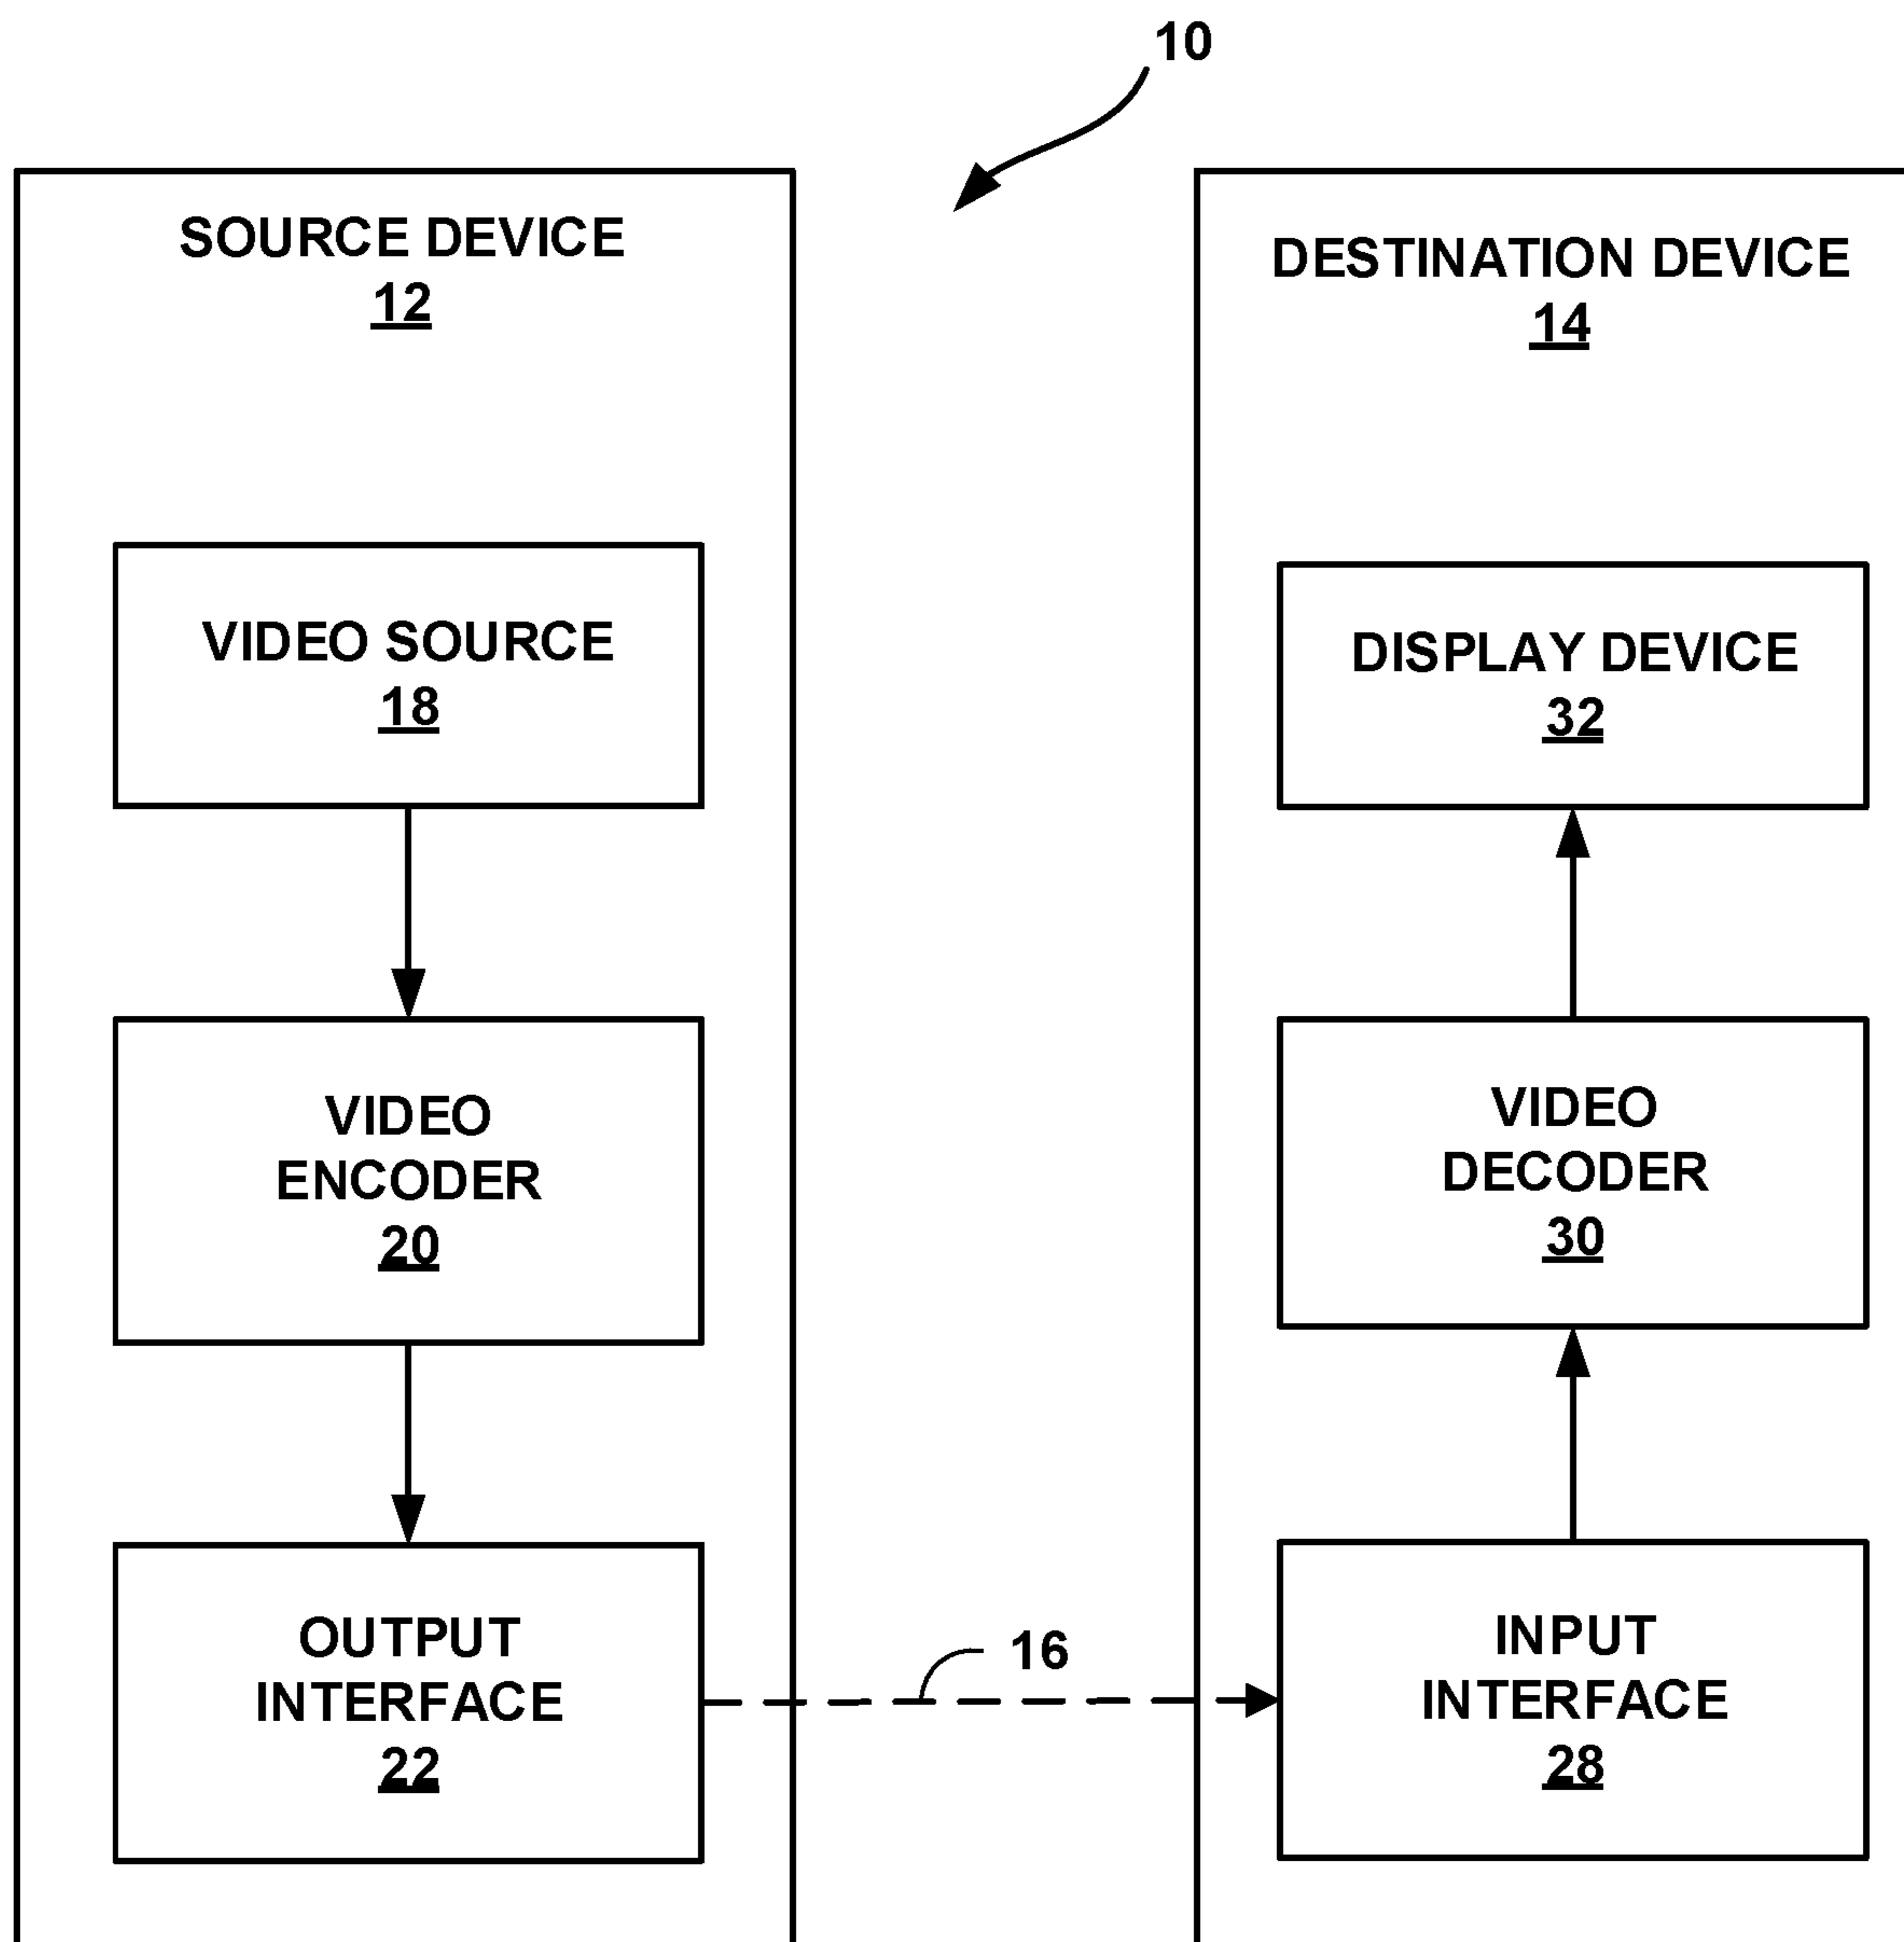 10
SOURCE DEVICE
12
VIDEO SOURCE
18
VIDEO
ENCODER
20
OUTPUT
INTERFACE
22
16
DESTINATION DEVICE
14
DISPLAY DEVICE
32
VIDEO
DECODER
30
INPUT
INTERFACE
28